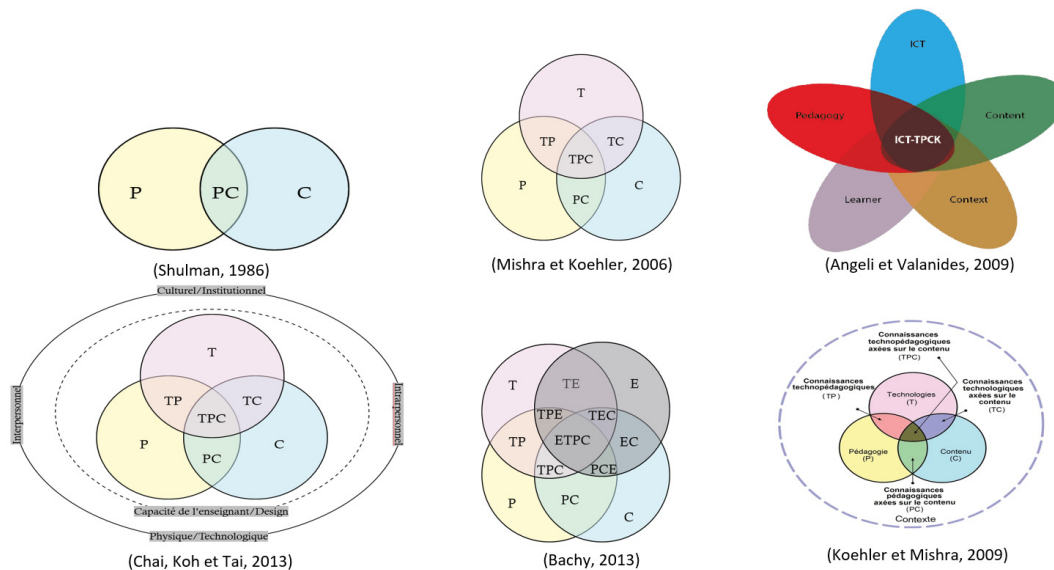 P
PC
C
(Shulman, 1986)
T
TP
TC
TPC
P
C
PC
(Mishra et Koehler, 2006)
ICT
Pedagogy
Content
ICT-TPCK
Learner
Context
(Angeli et Valanides, 2009)
Culturel/Institutionnel
T
Interpersonnel
TP
TC
TPC
Intrapersonnel
P
C
PC
Capacité de l'enseignant/Design
Physique/Technologique
(Chai, Koh et Tai, 2013)
T
TE
E
TPE
TEC
TP
ETPC
EC
TPC
PCE
P
PC
C
(Bachy, 2013)
Connaissances
technopédagogiques
axées sur le contenu
(TPC)
Connaissances
technopédagogiques
(TP)
Connaissances
technologiques
axées sur le
contenu
(TC)
Technologies
(T)
Pédagogie
(P)
Contenu
(C)
Connaissances
pédagogiques
axées sur le contenu
(PC)
Contexte
(Koehler et Mishra, 2009)